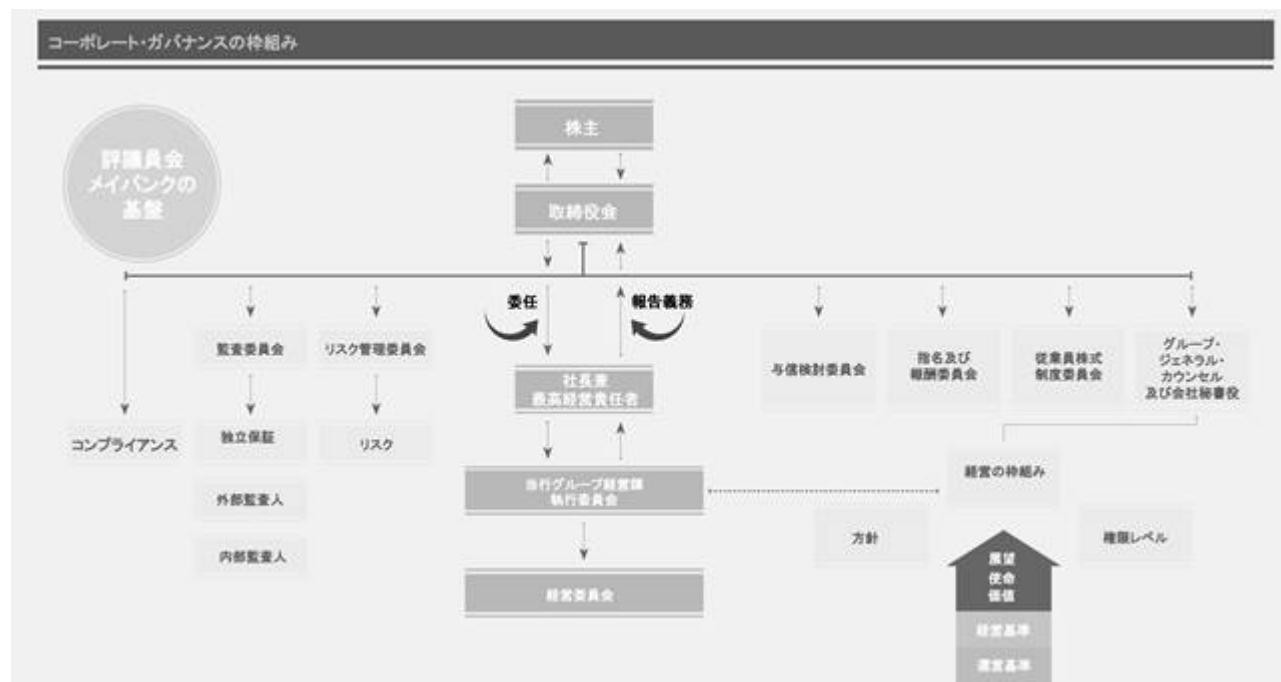 コーポレート・ガバナンスの枠組み
評議員会
メイバンクの
基盤
株主
取締役会
委任
報告義務
監査委員会
リスク管理委員会
社長兼
最高経営責任者
与信検討委員会
指名及び
報酬委員会
従業員株式
制度委員会
グループ・
ジェネラル・
カウンセル
及び会社秘書役
コンプライアンス
独立保証
リスク
外部監査人
内部監査人
当行グループ経営陣
執行委員会
経営委員会
経営の枠組み
方針
権限レベル
展望
使命
価値
経営基準
運営基準